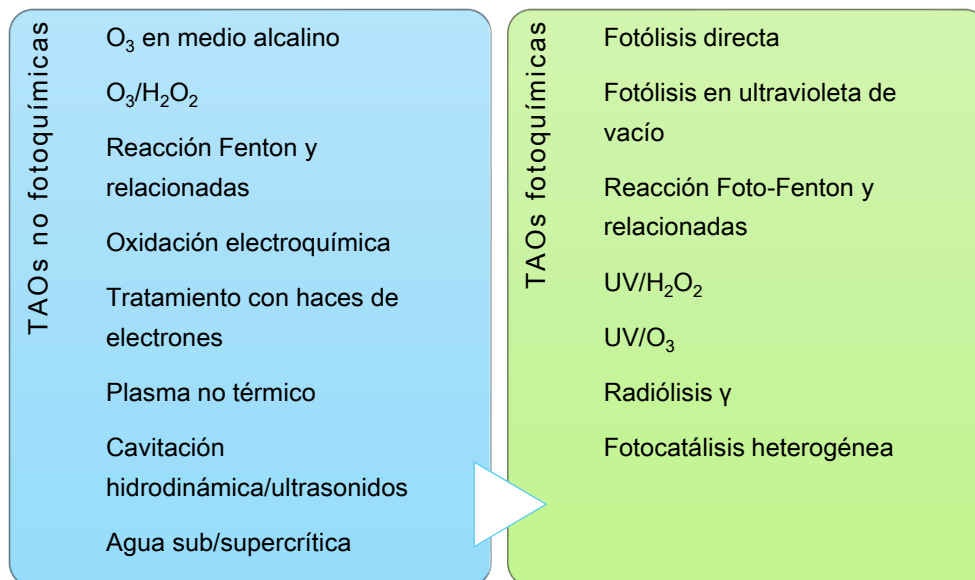 TAOs no fotoquímicas
O₃ en medio alcalino
O₃/H₂O₂
Reacción Fenton y
relacionadas
Oxidación electroquímica
Tratamiento con haces de
electrones
Plasma no térmico
Cavitación
hidrodinámica/ultrasonidos
Agua sub/supercrítica
TAOs fotoquímicas
Fotólisis directa
Fotólisis en ultravioleta de
vacío
Reacción Foto-Fenton y
relacionadas
UV/H₂O₂
UV/O₃
Radiólisis γ
Fotocatálisis heterogénea